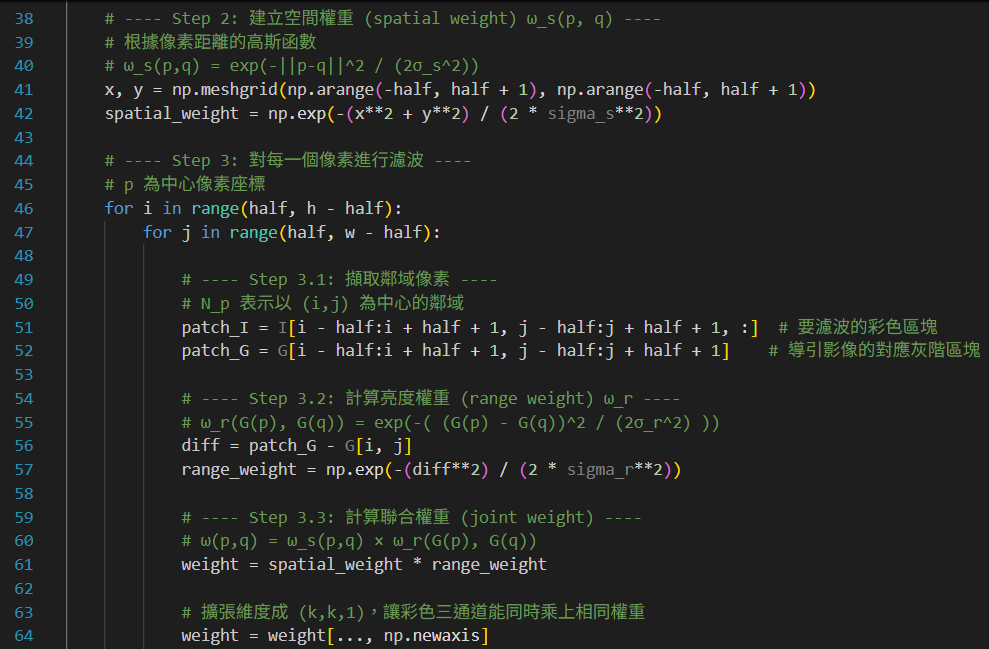 38 # ---- Step 2: 建立空間權重 (spatial weight) ω_s(p, q) ----
39 # 根據像素距離的高斯函數
40 # ω_s(p,q) = exp(-||p-q||^2 / (2σ_s^2))
41 x, y = np.meshgrid(np.arange(-half, half + 1), np.arange(-half, half + 1))
42 spatial_weight = np.exp(-(x**2 + y**2) / (2 * sigma_s**2))
43
44 # ---- Step 3: 對每一個像素進行濾波 ----
45 # p 為中心像素座標
46 for i in range(half, h - half):
47 for j in range(half, w - half):
48
49 # ---- Step 3.1: 擷取鄰域像素 ----
50 # N_p 表示以 (i,j) 為中心的鄰域
51 patch_I = I[i - half:i + half + 1, j - half:j + half + 1, :] # 要濾波的彩色區塊
52 patch_G = G[i - half:i + half + 1, j - half:j + half + 1] # 導引影像的對應灰階區塊
53
54 # ---- Step 3.2: 計算亮度權重 (range weight) ω_r ----
55 # ω_r(G(p), G(q)) = exp(-( (G(p) - G(q))^2 / (2σ_r^2) ))
56 diff = patch_G - G[i, j]
57 range_weight = np.exp(-(diff**2) / (2 * sigma_r**2))
58
59 # ---- Step 3.3: 計算聯合權重 (joint weight) ----
60 # ω(p,q) = ω_s(p,q) × ω_r(G(p), G(q))
61 weight = spatial_weight * range_weight
62
63 # 擴張維度成 (k,k,1)，讓彩色三通道能同時乘上相同權重
64 weight = weight[..., np.newaxis]